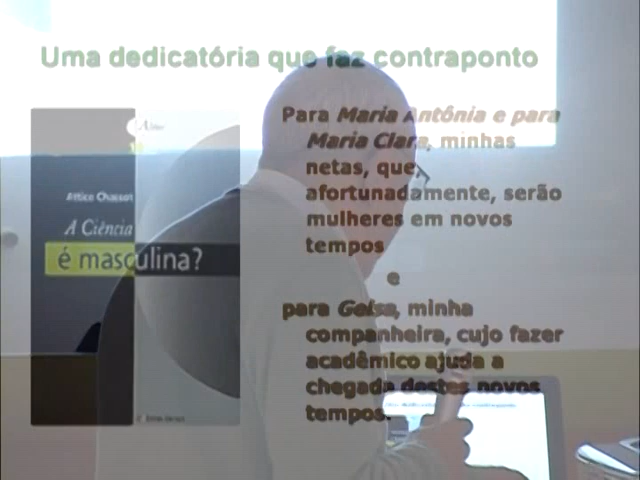 Uma dedicatória que faz contraponto
Para Maria Antônia e para
Maria Clara, minhas
netas, que,
afortunadamente, serão
mulheres em novos
tempos
e
para Geisa, minha
companheira, cujo fazer
acadêmico ajuda a
chegada destes novos
tempos.
Attico Chassot
A Ciência
é masculina?